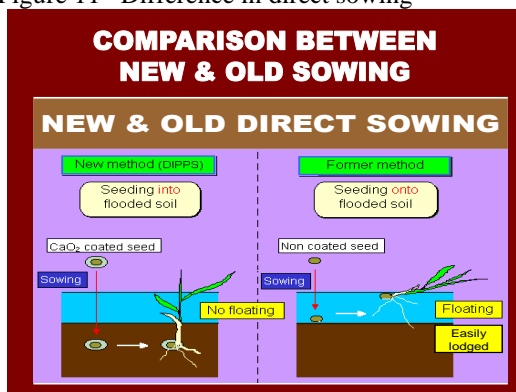 Figure 11 Difference in direct sowing
COMPARISON BETWEEN
NEW & OLD SOWING
NEW & OLD DIRECT SOWING
New method (DIPPS)
Seeding into
flooded soil
CaO₂ coated seed
Sowing
No floating
Former method
Seeding onto
flooded soil
Non coated seed
Sowing
Floating
Easily
lodged